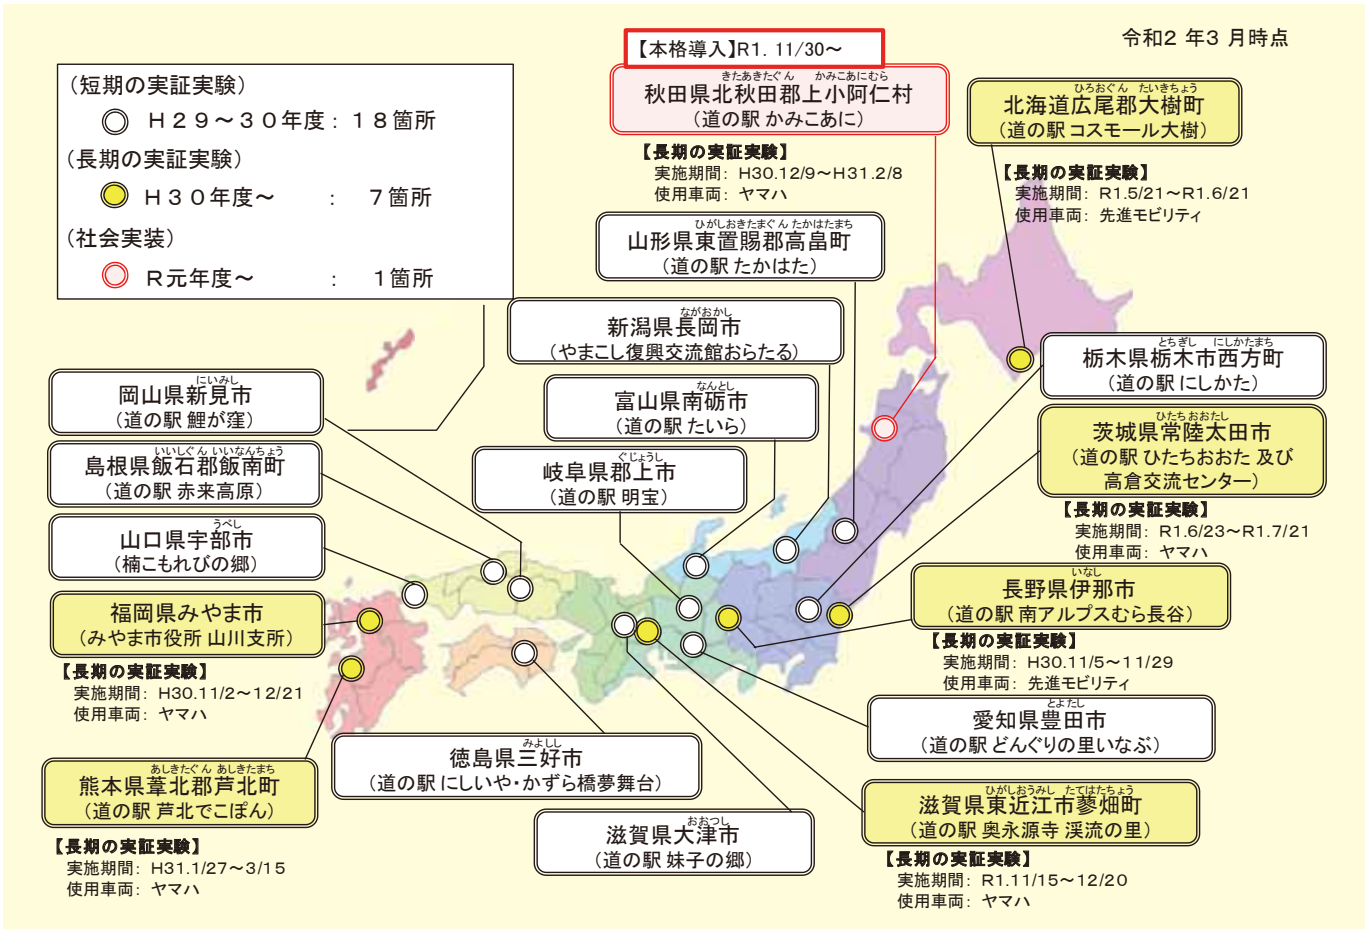 令和2 年3 月時点
(短期の実証実験)
H29～30年度： 18箇所
(長期の実証実験)
H30年度～ ： 7箇所
(社会実装)
R元年度～ ： 1箇所
【本格導入】R1. 11/30～
きたあきたぐん かみこあにむら
秋田県北秋田郡上小阿仁村
(道の駅 かみこあに)
【長期の実証実験】
実施期間： H30.12/9～H31.2/8
使用車両： ヤマハ
ひろおぐん たいきちょう
北海道広尾郡大樹町
(道の駅 コスモール大樹)
【長期の実証実験】
実施期間： R1.5/21～R1.6/21
使用車両： 先進モビリティ
ひがしおきたまぐん たかはたまち
山形県東置賜郡高畠町
(道の駅 たかはた)
ながおかし
新潟県長岡市
(やまこし復興交流館おらたる)
とちぎし にしかたまち
栃木県栃木市西方町
(道の駅 にしかた)
にいみし
岡山県新見市
(道の駅 鯉が窪)
なんとし
富山県南砺市
(道の駅 たいら)
ひたちおおたし
茨城県常陸太田市
(道の駅 ひたちおおた 及び
高倉交流センター)
【長期の実証実験】
実施期間： R1.6/23～R1.7/21
使用車両： ヤマハ
いいしぐん いいなんちょう
島根県飯石郡飯南町
(道の駅 赤来高原)
ぐじょうし
岐阜県郡上市
(道の駅 明宝)
うべし
山口県宇部市
(楠こもれびの郷)
いなし
長野県伊那市
(道の駅 南アルプスむら長谷)
【長期の実証実験】
実施期間： H30.11/5～11/29
使用車両： 先進モビリティ
福岡県みやま市
(みやま市役所 山川支所)
【長期の実証実験】
実施期間： H30.11/2～12/21
使用車両： ヤマハ
とよたし
愛知県豊田市
(道の駅 どんぐりの里いなぶ)
みよしし
徳島県三好市
(道の駅 にしいや・かずら橋夢舞台)
あしきたぐん あしきたまち
熊本県葦北郡芦北町
(道の駅 芦北でこぽん)
【長期の実証実験】
実施期間： H31.1/27～3/15
使用車両： ヤマハ
おおつし
滋賀県大津市
(道の駅 妹子の郷)
ひがしおうみし たてはたちょう
滋賀県東近江市蓼畑町
(道の駅 奥永源寺 渓流の里)
【長期の実証実験】
実施期間： R1.11/15～12/20
使用車両： ヤマハ